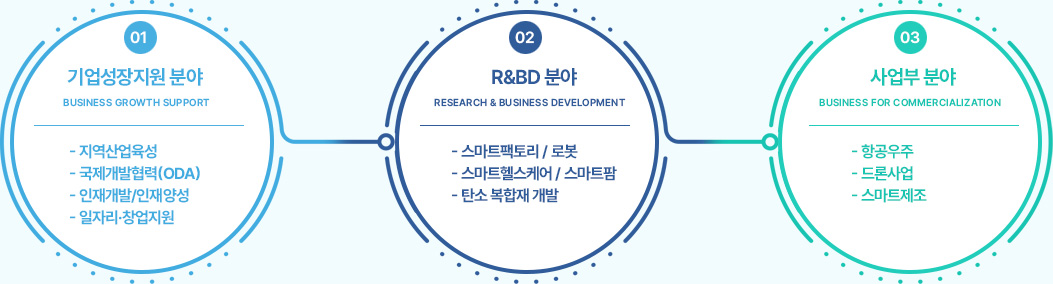 01
기업성장지원 분야
BUSINESS GROWTH SUPPORT
- 지역산업육성
- 국제개발협력(ODA)
- 인재개발/인재양성
- 일자리·창업지원
02
R&BD 분야
RESEARCH & BUSINESS DEVELOPMENT
- 스마트팩토리 / 로봇
- 스마트헬스케어 / 스마트팜
- 탄소 복합재 개발
03
사업부 분야
BUSINESS FOR COMMERCIALIZATION
- 항공우주
- 드론사업
- 스마트제조